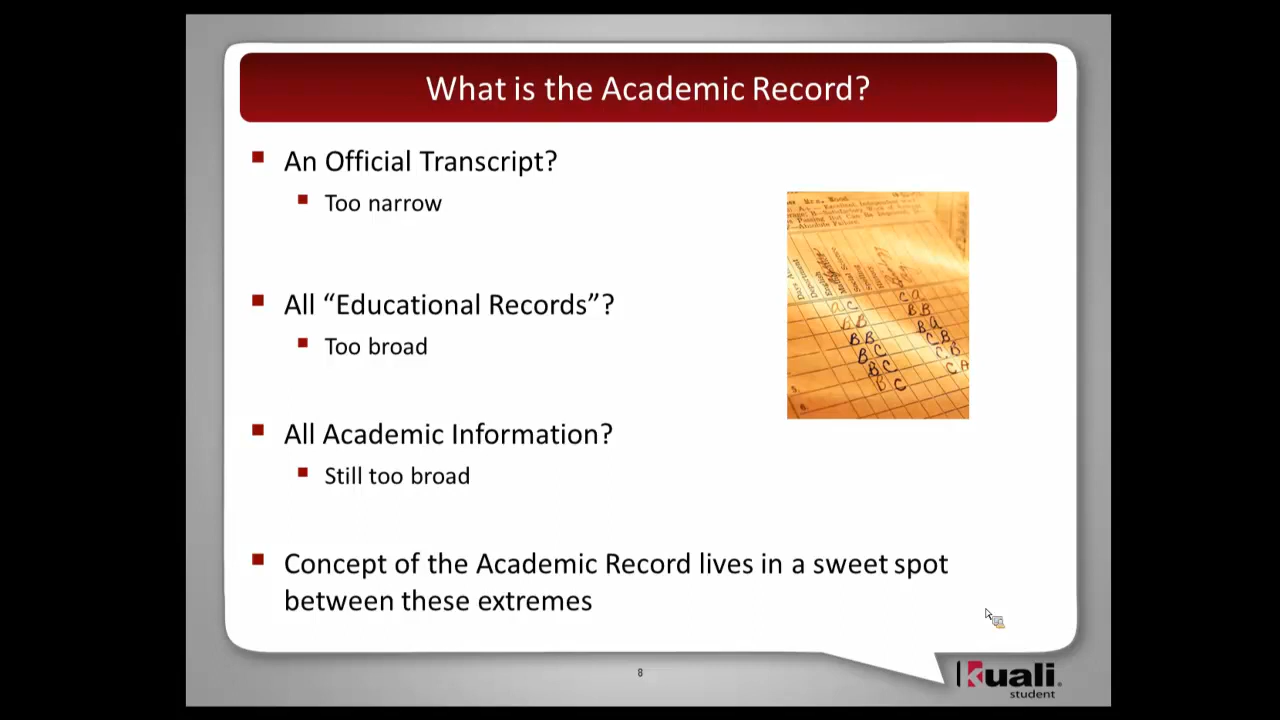 What is the Academic Record?
An Official Transcript?
Too narrow
All “Educational Records”?
Too broad
All Academic Information?
Still too broad
Concept of the Academic Record lives in a sweet spot
between these extremes
8
kuali
student